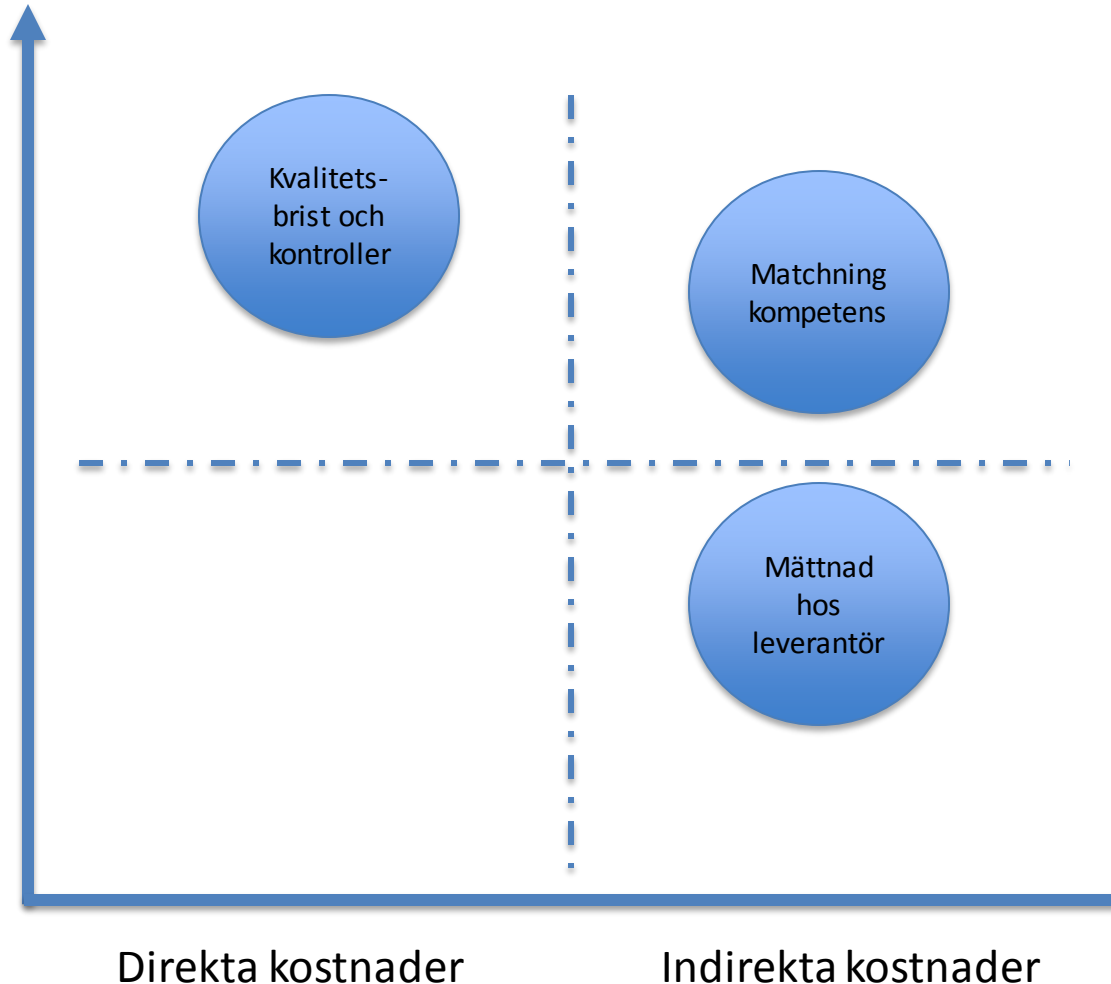 Kvalitets-
brist och
kontroller
Matchning
kompetens
Mättnad
hos
leverantör
Direkta kostnader
Indirekta kostnader